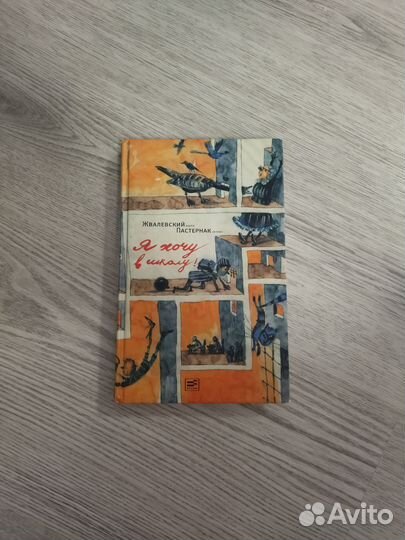 Жвалевский
Пастернак
Я хочу
в школу!
Avito